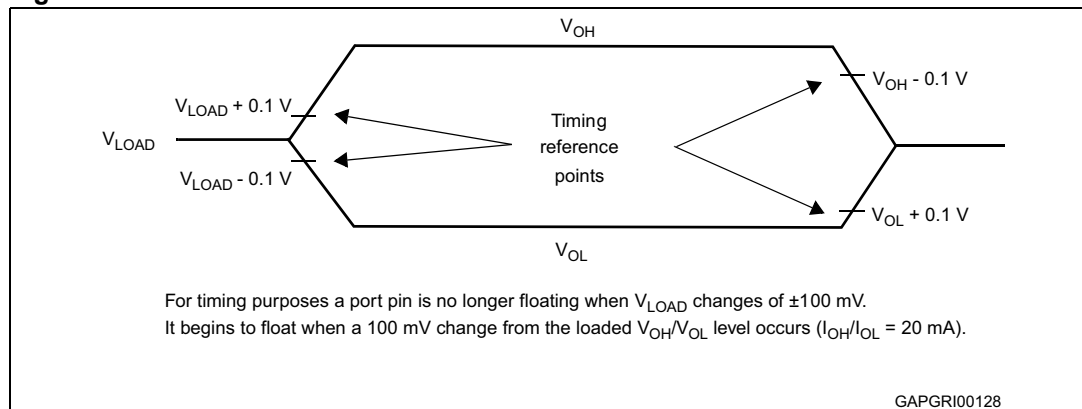 V_OH
V_LOAD + 0.1 V
V_OH - 0.1 V
V_LOAD
Timing
reference
points
V_LOAD - 0.1 V
V_OL + 0.1 V
V_OL
For timing purposes a port pin is no longer floating when V_LOAD changes of ±100 mV.
It begins to float when a 100 mV change from the loaded V_OH/V_OL level occurs (I_OH/I_OL = 20 mA).
GAPGRI00128